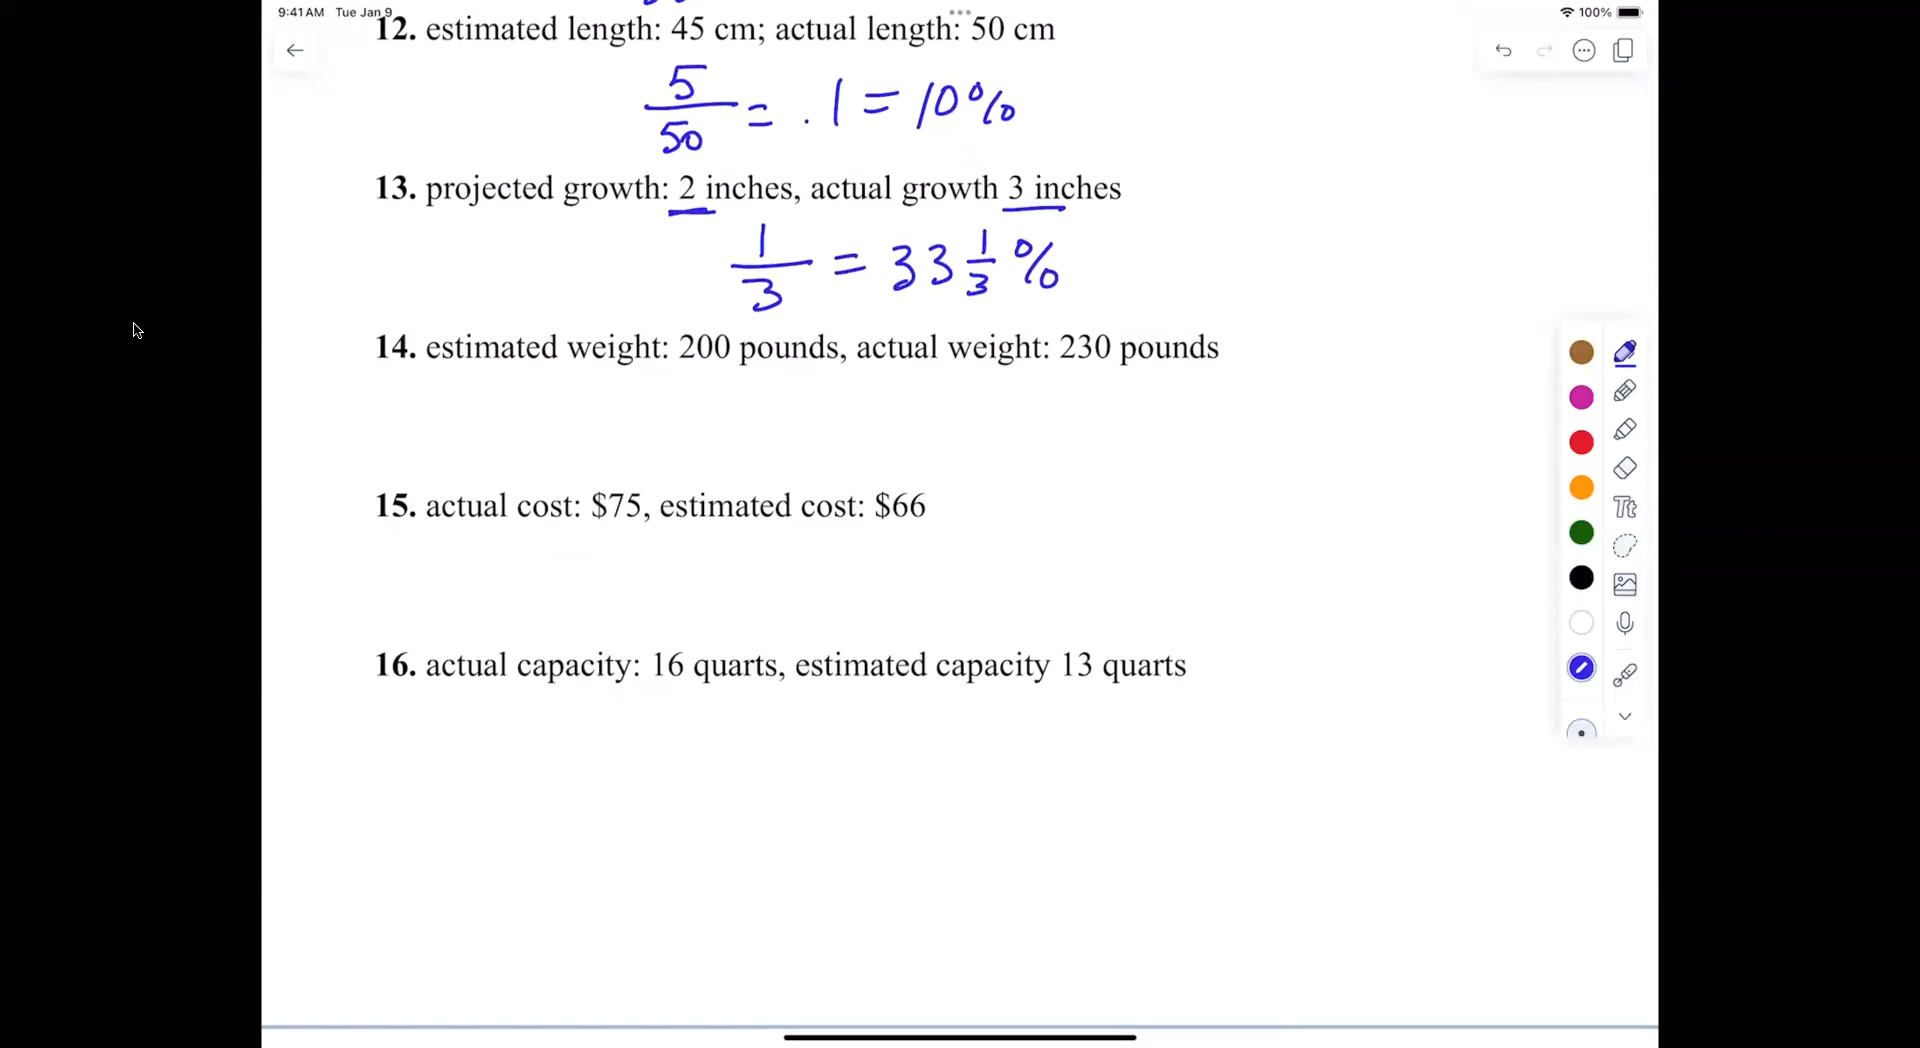 9:41 AM Tue Jan 9
100%
12. estimated length: 45 cm; actual length: 50 cm
5/50 = .1 = 10%
13. projected growth: 2 inches, actual growth 3 inches
1/3 = 33 1/3 %
14. estimated weight: 200 pounds, actual weight: 230 pounds
15. actual cost: $75, estimated cost: $66
16. actual capacity: 16 quarts, estimated capacity 13 quarts
Tt